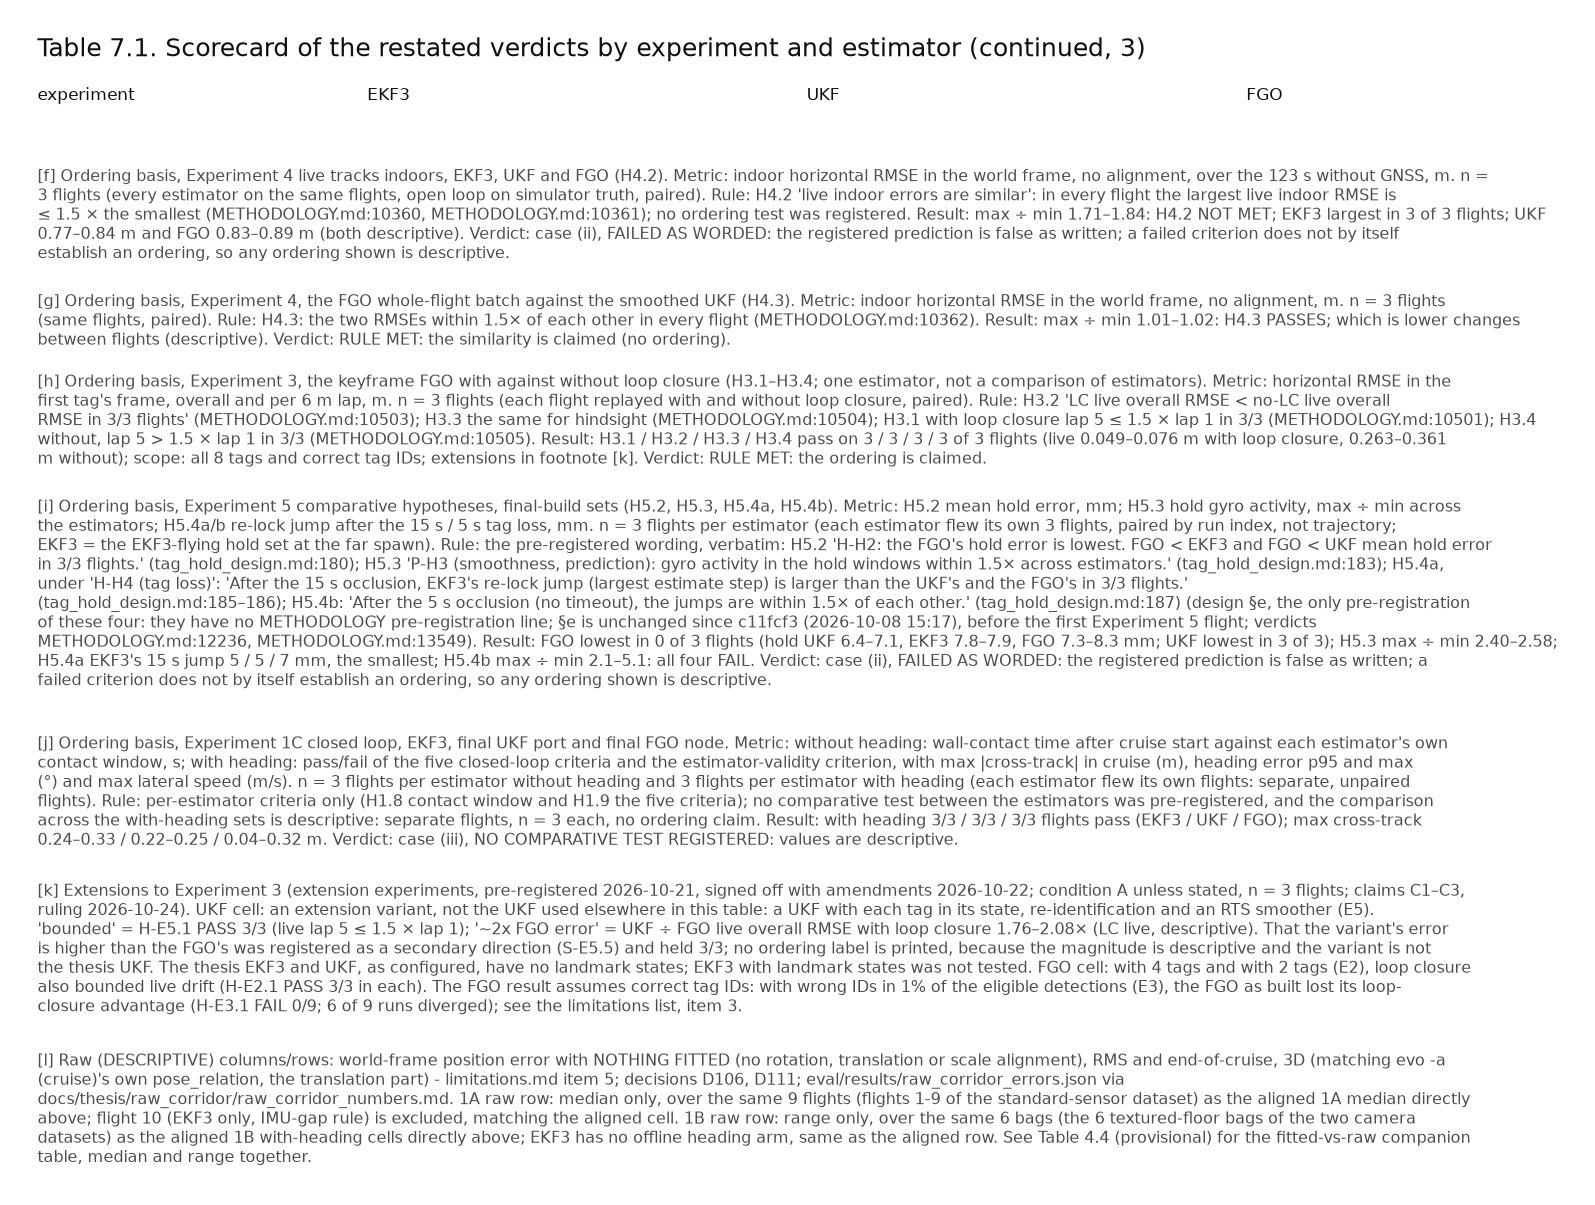 Table 7.1. Scorecard of the restated verdicts by experiment and estimator (continued, 3)
experiment EKF3 UKF FGO
[f] Ordering basis, Experiment 4 live tracks indoors, EKF3, UKF and FGO (H4.2). Metric: indoor horizontal RMSE in the world frame, no alignment, over the 123 s without GNSS, m. n =
3 flights (every estimator on the same flights, open loop on simulator truth, paired). Rule: H4.2 'live indoor errors are similar': in every flight the largest live indoor RMSE is
≤ 1.5 × the smallest (METHODOLOGY.md:10360, METHODOLOGY.md:10361); no ordering test was registered. Result: max ÷ min 1.71–1.84: H4.2 NOT MET; EKF3 largest in 3 of 3 flights; UKF
0.77–0.84 m and FGO 0.83–0.89 m (both descriptive). Verdict: case (ii), FAILED AS WORDED: the registered prediction is false as written; a failed criterion does not by itself
establish an ordering, so any ordering shown is descriptive.
[g] Ordering basis, Experiment 4, the FGO whole-flight batch against the smoothed UKF (H4.3). Metric: indoor horizontal RMSE in the world frame, no alignment, m. n = 3 flights
(same flights, paired). Rule: H4.3: the two RMSEs within 1.5× of each other in every flight (METHODOLOGY.md:10362). Result: max ÷ min 1.01–1.02: H4.3 PASSES; which is lower changes
between flights (descriptive). Verdict: RULE MET: the similarity is claimed (no ordering).
[h] Ordering basis, Experiment 3, the keyframe FGO with against without loop closure (H3.1–H3.4; one estimator, not a comparison of estimators). Metric: horizontal RMSE in the
first tag's frame, overall and per 6 m lap, m. n = 3 flights (each flight replayed with and without loop closure, paired). Rule: H3.2 'LC live overall RMSE < no-LC live overall
RMSE in 3/3 flights' (METHODOLOGY.md:10503); H3.3 the same for hindsight (METHODOLOGY.md:10504); H3.1 with loop closure lap 5 ≤ 1.5 × lap 1 in 3/3 (METHODOLOGY.md:10501); H3.4
without, lap 5 > 1.5 × lap 1 in 3/3 (METHODOLOGY.md:10505). Result: H3.1 / H3.2 / H3.3 / H3.4 pass on 3 / 3 / 3 / 3 of 3 flights (live 0.049–0.076 m with loop closure, 0.263–0.361
m without); scope: all 8 tags and correct tag IDs; extensions in footnote [k]. Verdict: RULE MET: the ordering is claimed.
[i] Ordering basis, Experiment 5 comparative hypotheses, final-build sets (H5.2, H5.3, H5.4a, H5.4b). Metric: H5.2 mean hold error, mm; H5.3 hold gyro activity, max ÷ min across
the estimators; H5.4a/b re-lock jump after the 15 s / 5 s tag loss, mm. n = 3 flights per estimator (each estimator flew its own 3 flights, paired by run index, not trajectory;
EKF3 = the EKF3-flying hold set at the far spawn). Rule: the pre-registered wording, verbatim: H5.2 'H-H2: the FGO's hold error is lowest. FGO < EKF3 and FGO < UKF mean hold error
in 3/3 flights.' (tag_hold_design.md:180); H5.3 'P-H3 (smoothness, prediction): gyro activity in the hold windows within 1.5× across estimators.' (tag_hold_design.md:183); H5.4a,
under 'H-H4 (tag loss)': 'After the 15 s occlusion, EKF3's re-lock jump (largest estimate step) is larger than the UKF's and the FGO's in 3/3 flights.'
(tag_hold_design.md:185–186); H5.4b: 'After the 5 s occlusion (no timeout), the jumps are within 1.5× of each other.' (tag_hold_design.md:187) (design §e, the only pre-registration
of these four: they have no METHODOLOGY pre-registration line; §e is unchanged since c11fcf3 (2026-10-08 15:17), before the first Experiment 5 flight; verdicts
METHODOLOGY.md:12236, METHODOLOGY.md:13549). Result: FGO lowest in 0 of 3 flights (hold UKF 6.4–7.1, EKF3 7.8–7.9, FGO 7.3–8.3 mm; UKF lowest in 3 of 3); H5.3 max ÷ min 2.40–2.58;
H5.4a EKF3's 15 s jump 5 / 5 / 7 mm, the smallest; H5.4b max ÷ min 2.1–5.1: all four FAIL. Verdict: case (ii), FAILED AS WORDED: the registered prediction is false as written; a
failed criterion does not by itself establish an ordering, so any ordering shown is descriptive.
[j] Ordering basis, Experiment 1C closed loop, EKF3, final UKF port and final FGO node. Metric: without heading: wall-contact time after cruise start against each estimator's own
contact window, s; with heading: pass/fail of the five closed-loop criteria and the estimator-validity criterion, with max |cross-track| in cruise (m), heading error p95 and max
(°) and max lateral speed (m/s). n = 3 flights per estimator without heading and 3 flights per estimator with heading (each estimator flew its own flights: separate, unpaired
flights). Rule: per-estimator criteria only (H1.8 contact window and H1.9 the five criteria); no comparative test between the estimators was pre-registered, and the comparison
across the with-heading sets is descriptive: separate flights, n = 3 each, no ordering claim. Result: with heading 3/3 / 3/3 / 3/3 flights pass (EKF3 / UKF / FGO); max cross-track
0.24–0.33 / 0.22–0.25 / 0.04–0.32 m. Verdict: case (iii), NO COMPARATIVE TEST REGISTERED: values are descriptive.
[k] Extensions to Experiment 3 (extension experiments, pre-registered 2026-10-21, signed off with amendments 2026-10-22; condition A unless stated, n = 3 flights; claims C1–C3,
ruling 2026-10-24). UKF cell: an extension variant, not the UKF used elsewhere in this table: a UKF with each tag in its state, re-identification and an RTS smoother (E5).
'bounded' = H-E5.1 PASS 3/3 (live lap 5 ≤ 1.5 × lap 1); '~2x FGO error' = UKF ÷ FGO live overall RMSE with loop closure 1.76–2.08× (LC live, descriptive). That the variant's error
is higher than the FGO's was registered as a secondary direction (S-E5.5) and held 3/3; no ordering label is printed, because the magnitude is descriptive and the variant is not
the thesis UKF. The thesis EKF3 and UKF, as configured, have no landmark states; EKF3 with landmark states was not tested. FGO cell: with 4 tags and with 2 tags (E2), loop closure
also bounded live drift (H-E2.1 PASS 3/3 in each). The FGO result assumes correct tag IDs: with wrong IDs in 1% of the eligible detections (E3), the FGO as built lost its loop-
closure advantage (H-E3.1 FAIL 0/9; 6 of 9 runs diverged); see the limitations list, item 3.
[l] Raw (DESCRIPTIVE) columns/rows: world-frame position error with NOTHING FITTED (no rotation, translation or scale alignment), RMS and end-of-cruise, 3D (matching evo -a
(cruise)'s own pose_relation, the translation part) - limitations.md item 5; decisions D106, D111; eval/results/raw_corridor_errors.json via
docs/thesis/raw_corridor/raw_corridor_numbers.md. 1A raw row: median only, over the same 9 flights (flights 1-9 of the standard-sensor dataset) as the aligned 1A median directly
above; flight 10 (EKF3 only, IMU-gap rule) is excluded, matching the aligned cell. 1B raw row: range only, over the same 6 bags (the 6 textured-floor bags of the two camera
datasets) as the aligned 1B with-heading cells directly above; EKF3 has no offline heading arm, same as the aligned row. See Table 4.4 (provisional) for the fitted-vs-raw companion
table, median and range together.